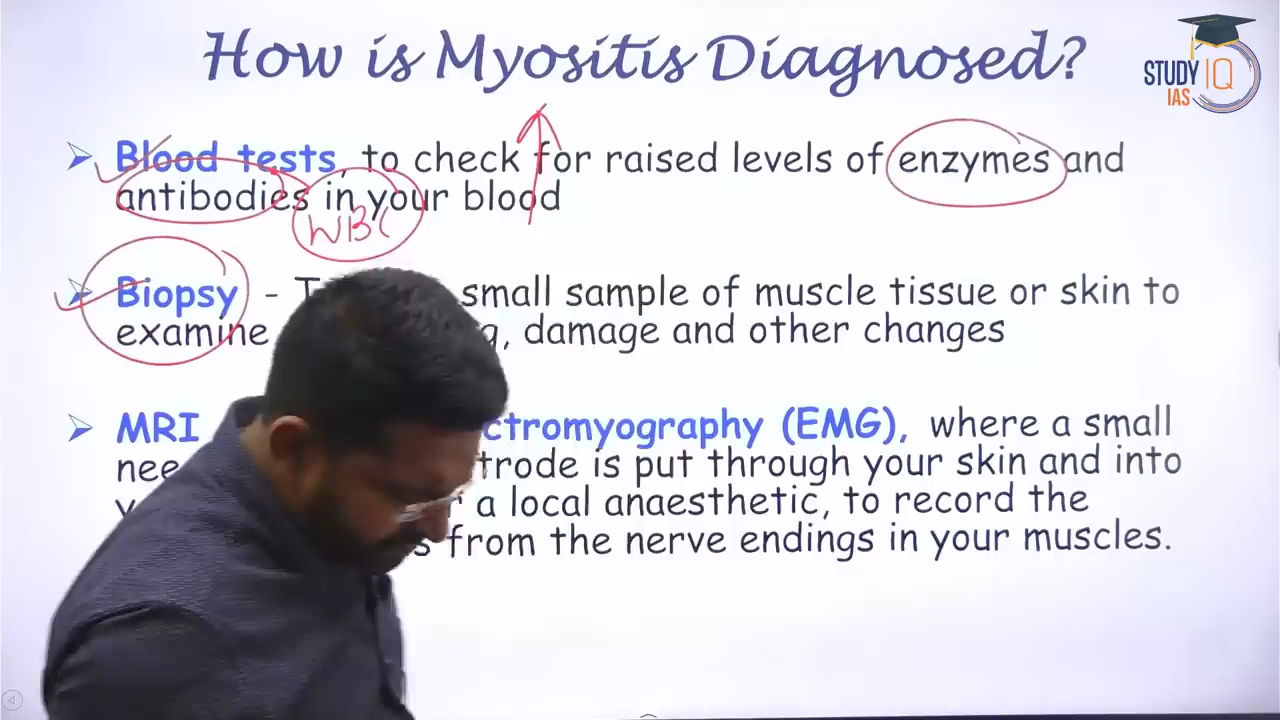 How is Myositis Diagnosed?
STUDY IQ
IAS
Blood tests, to check for raised levels of enzymes and
antibodies in your blood
WBC
Biopsy - small sample of muscle tissue or skin to
examine damage and other changes
MRI (EMG), where a small
is put through your skin and into
a local anaesthetic, to record the
from the nerve endings in your muscles.